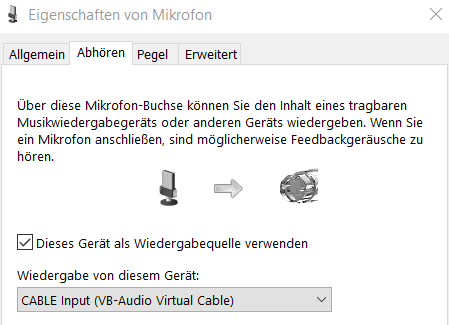 Eigenschaften von Mikrofon
Allgemein Abhören Pegel Erweitert
Über diese Mikrofon-Buchse können Sie den Inhalt eines tragbaren
Musikwiedergabegeräts oder anderen Geräts wiedergeben. Wenn Sie
ein Mikrofon anschließen, sind möglicherweise Feedbackgeräusche zu
hören.
Dieses Gerät als Wiedergabequelle verwenden
Wiedergabe von diesem Gerät:
CABLE Input (VB-Audio Virtual Cable)